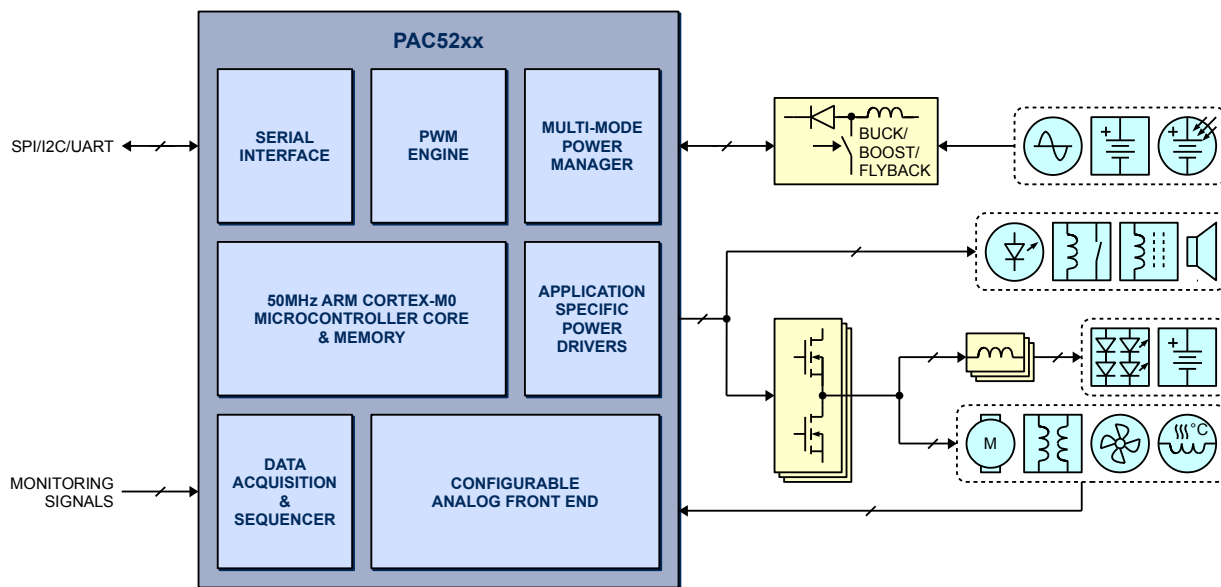 PAC52xx
SERIAL
INTERFACE
PWM
ENGINE
MULTI-MODE
POWER
MANAGER
SPI/I2C/UART
BUCK/
BOOST/
FLYBACK
+
+
50MHz ARM CORTEX-M0
MICROCONTROLLER CORE
& MEMORY
APPLICATION
SPECIFIC
POWER
DRIVERS
+
M
°C
MONITORING
SIGNALS
DATA
ACQUISITION
&
SEQUENCER
CONFIGURABLE
ANALOG FRONT END